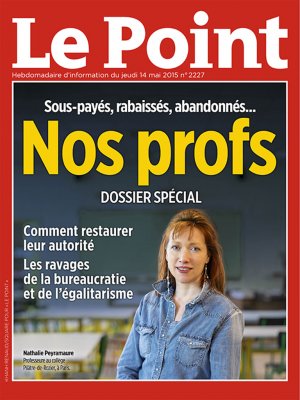 Le Point
Hebdomadaire d'information du jeudi 14 mai 2015 n° 2227
Sous-payés, rabaissés, abandonnés...
Nos profs
DOSSIER SPÉCIAL
Comment restaurer
leur autorité
Les ravages
de la bureaucratie
et de l'égalitarisme
Nathalie Peyramaure
Professeure au collège
Pilâtre-de-Rozier, à Paris.